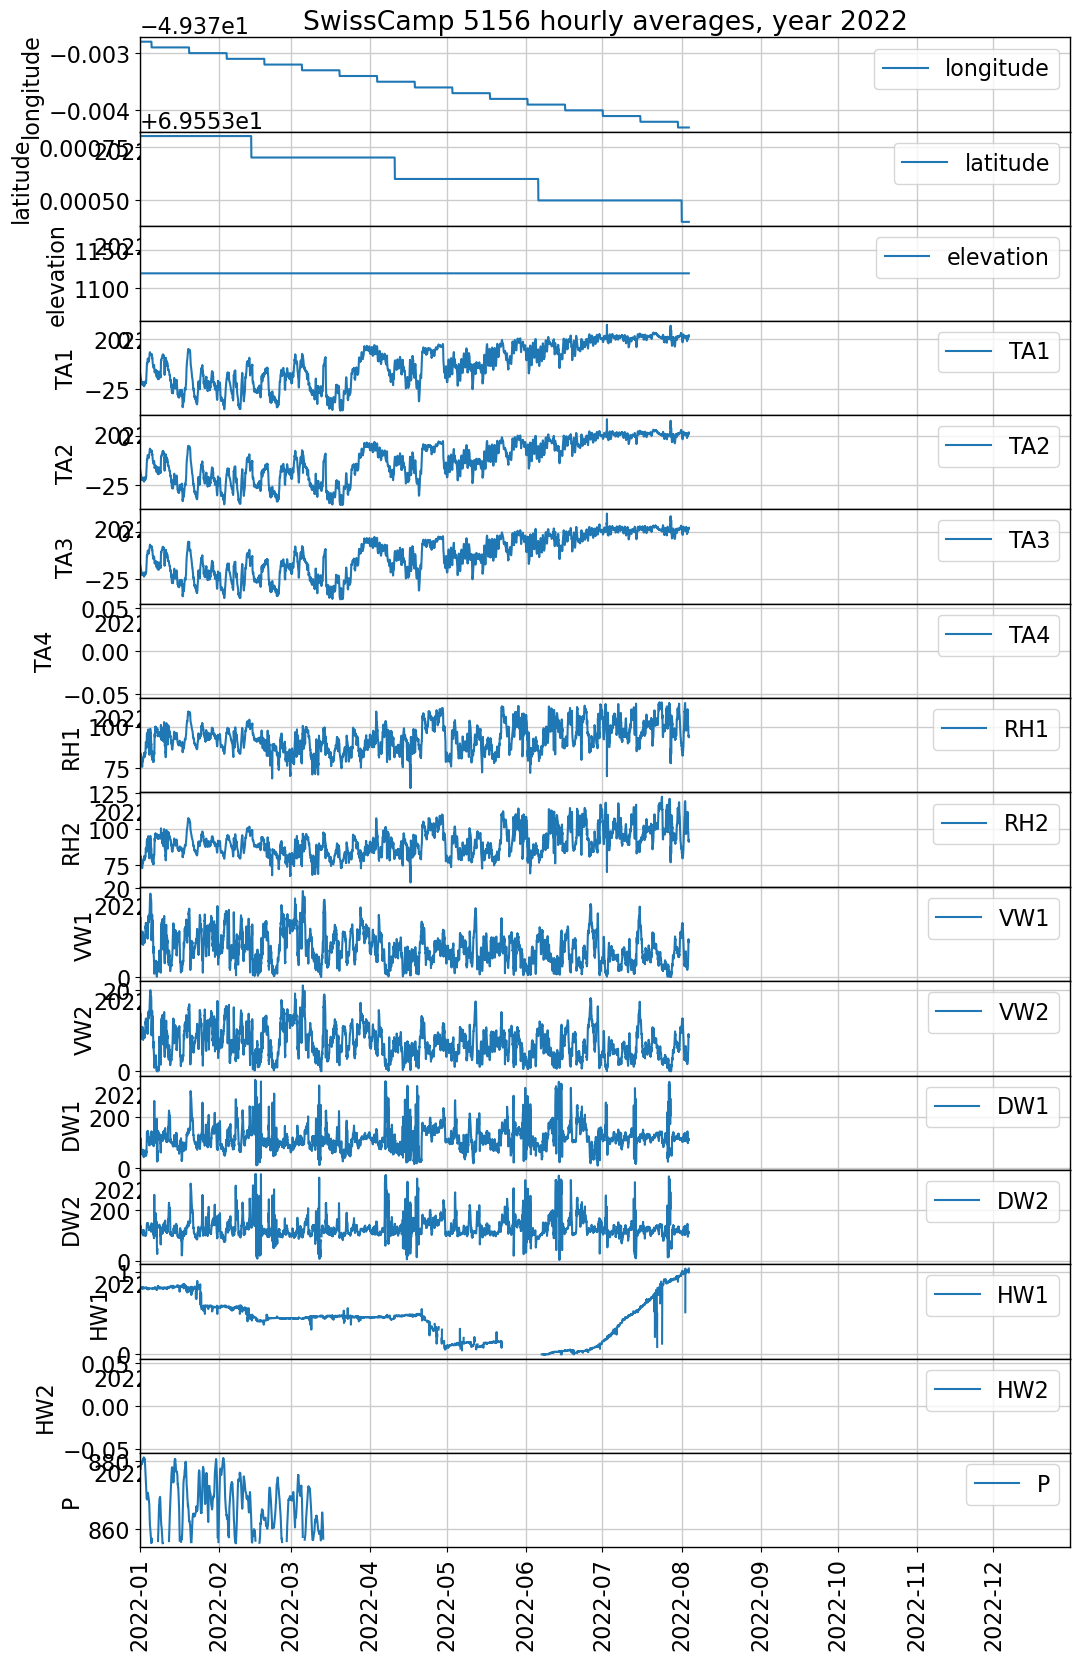 SwissCamp 5156 hourly averages, year 2022
−4.937e1
−0.003
−0.004
longitude
longitude
+6.9553e1
0.00075
0.00050
latitude
latitude
1150
1100
elevation
elevation
0
−25
TA1
TA1
0
−25
TA2
TA2
0
−25
TA3
TA3
0.05
0.00
−0.05
TA4
TA4
100
75
RH1
RH1
125
100
75
RH2
RH2
20
0
VW1
VW1
20
0
VW2
VW2
200
0
DW1
DW1
200
0
DW2
DW2
1
0
HW1
HW1
0.05
0.00
−0.05
HW2
HW2
880
860
P
P
2022-01
2022-02
2022-03
2022-04
2022-05
2022-06
2022-07
2022-08
2022-09
2022-10
2022-11
2022-12